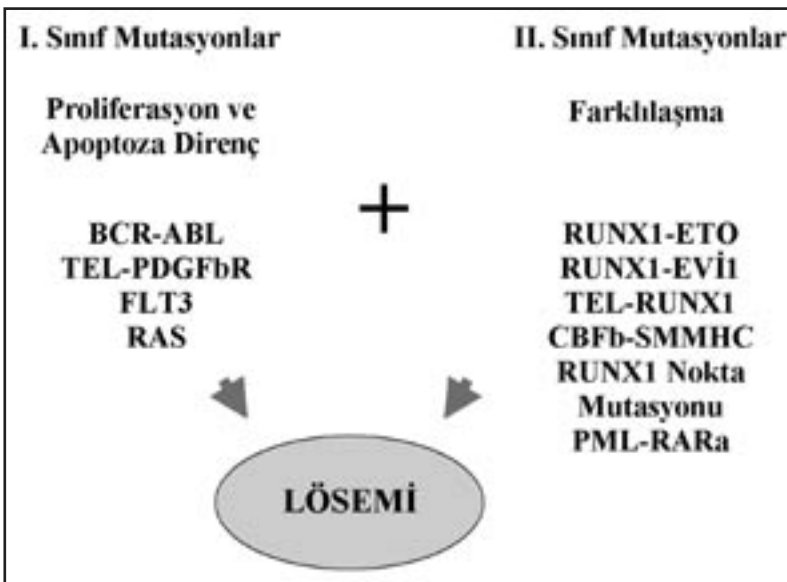 I. Sınıf Mutasyonlar
Proliferasyon ve
Apoptoza Direnç
BCR-ABL
TEL-PDGFbR
FLT3
RAS
+
II. Sınıf Mutasyonlar
Farklılaşma
RUNX1-ETO
RUNX1-EVİ1
TEL-RUNX1
CBFb-SMMHC
RUNX1 Nokta
Mutasyonu
PML-RARa
LÖSEMİ